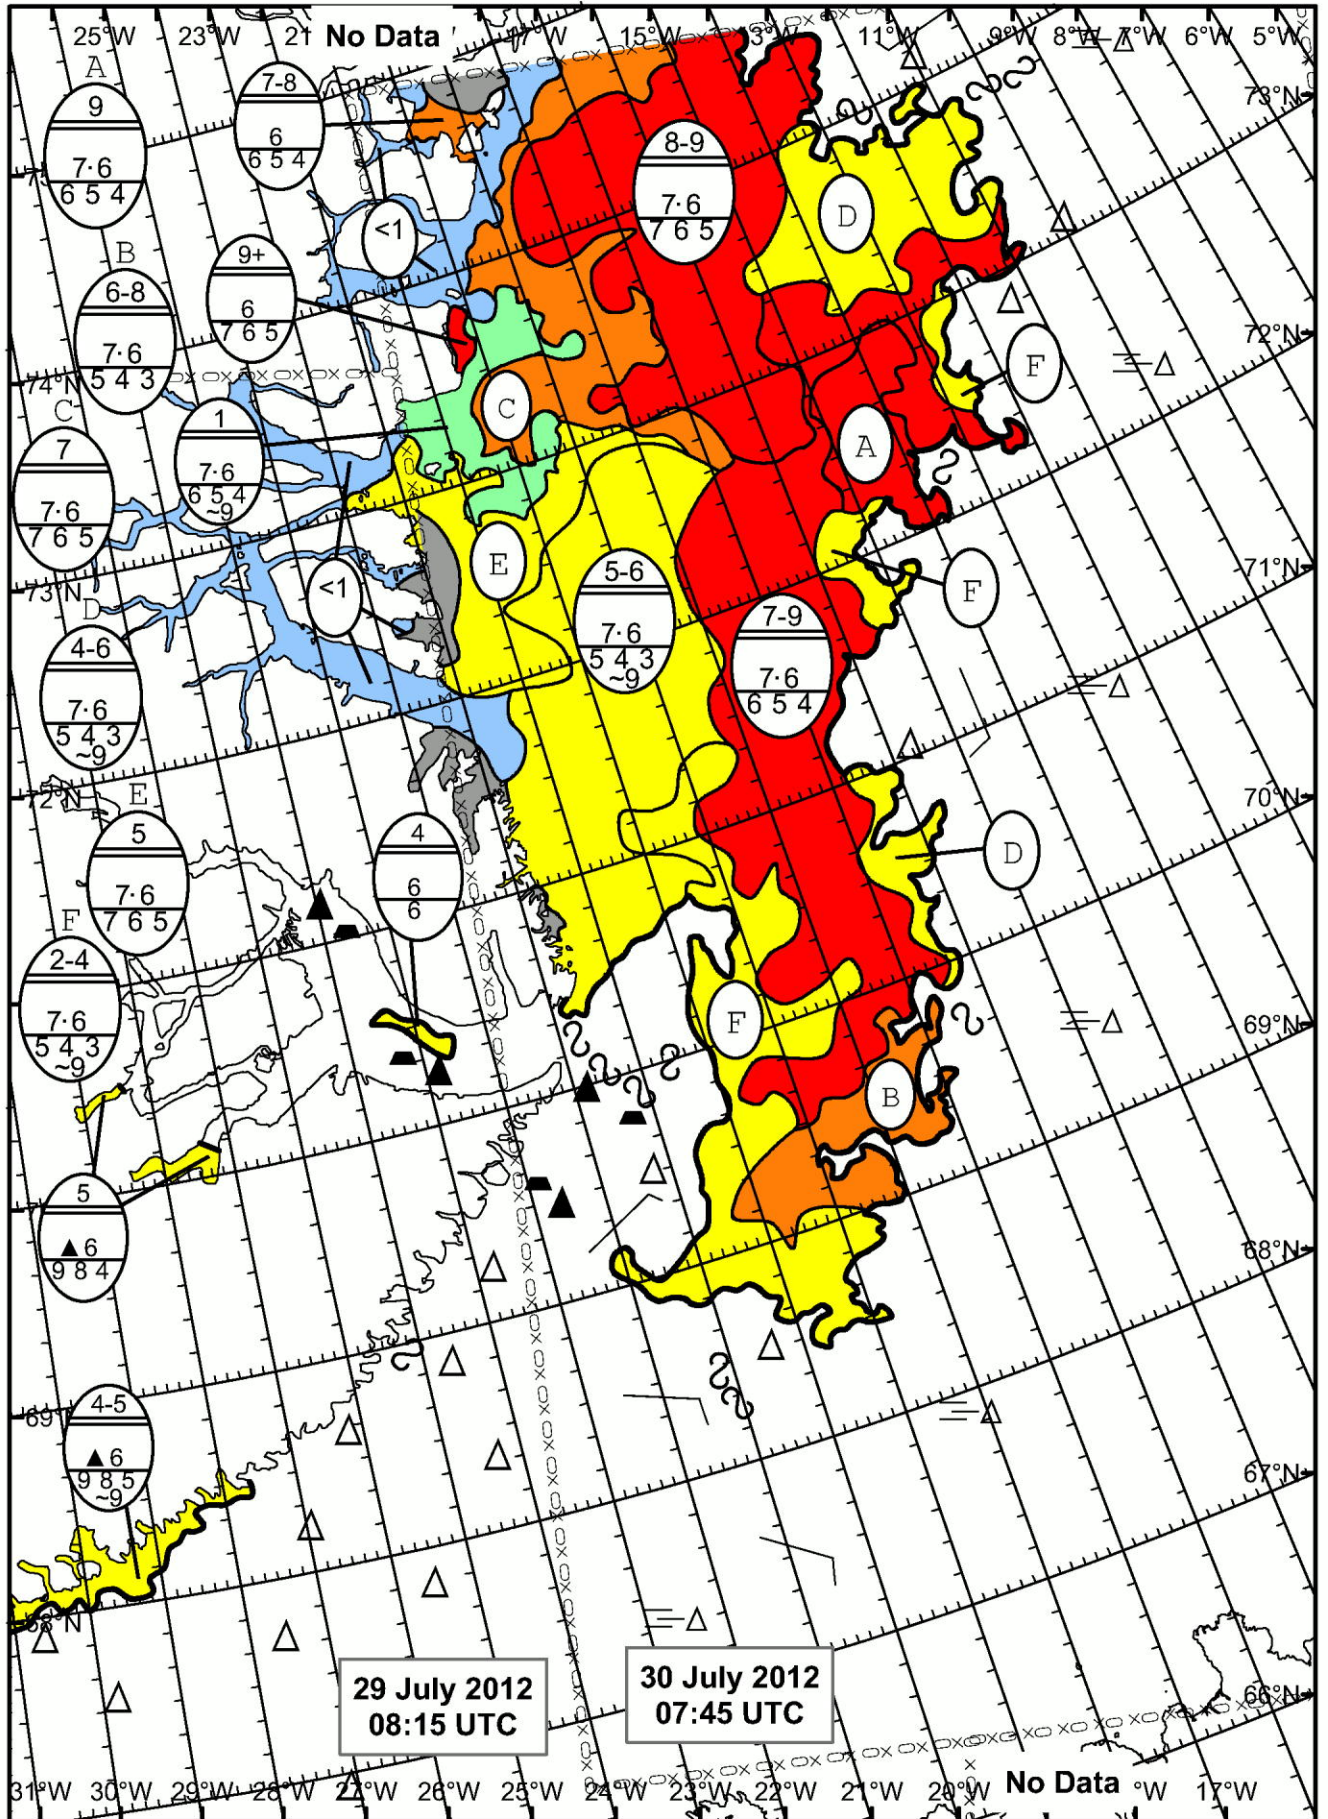 25°W 23°W 21 No Data 17°W 15°W 13°W 11°W 9°W 8°W 7°W 6°W 5°W
A
9
7·6
6 5 4
7-8
6
6 5 4
8-9
7·6
7 6 5
73°N
D
<1
B
6-8
7·6
5 4 3
9+
6
7 6 5
72°N
F
74°N
C
7
7·6
7 6 5
1
7·6
6 5 4
~9
C
A
E
5-6
7·6
5 4 3
~9
71°N
F
73°N
<1
D
4-6
7·6
5 4 3
~9
7-9
7·6
6 5 4
72°N
70°N
E
5
7·6
7 6 5
4
6
6
D
F
2-4
7·6
5 4 3
~9
F
69°N
B
5
▲6
9 8 4
68°N
69°N
4-5
▲6
9 8 5
~9
67°N
68°N
29 July 2012
08:15 UTC
30 July 2012
07:45 UTC
66°N
No Data
31°W 30°W 29°W 28°W 27°W 26°W 25°W 24°W 23°W 22°W 21°W 20°W °W 17°W